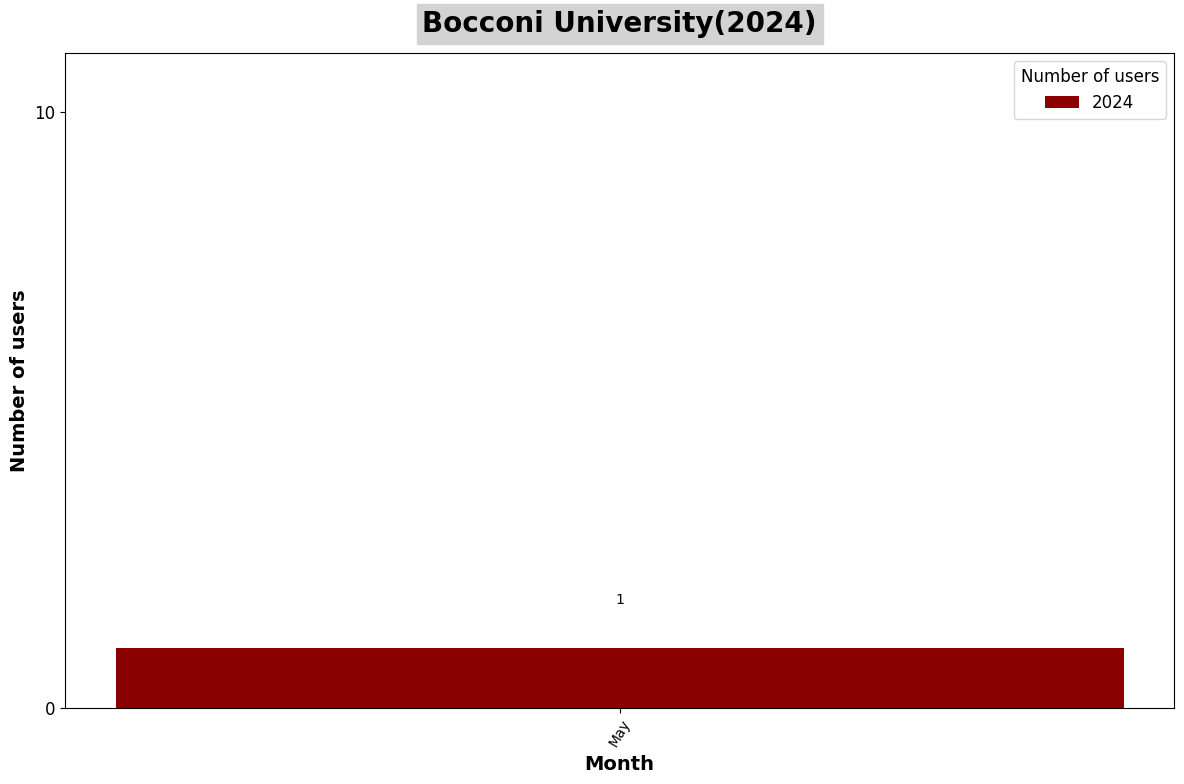 Bocconi University(2024)
Number of users
2024
10
Number of users
1
0
May
Month